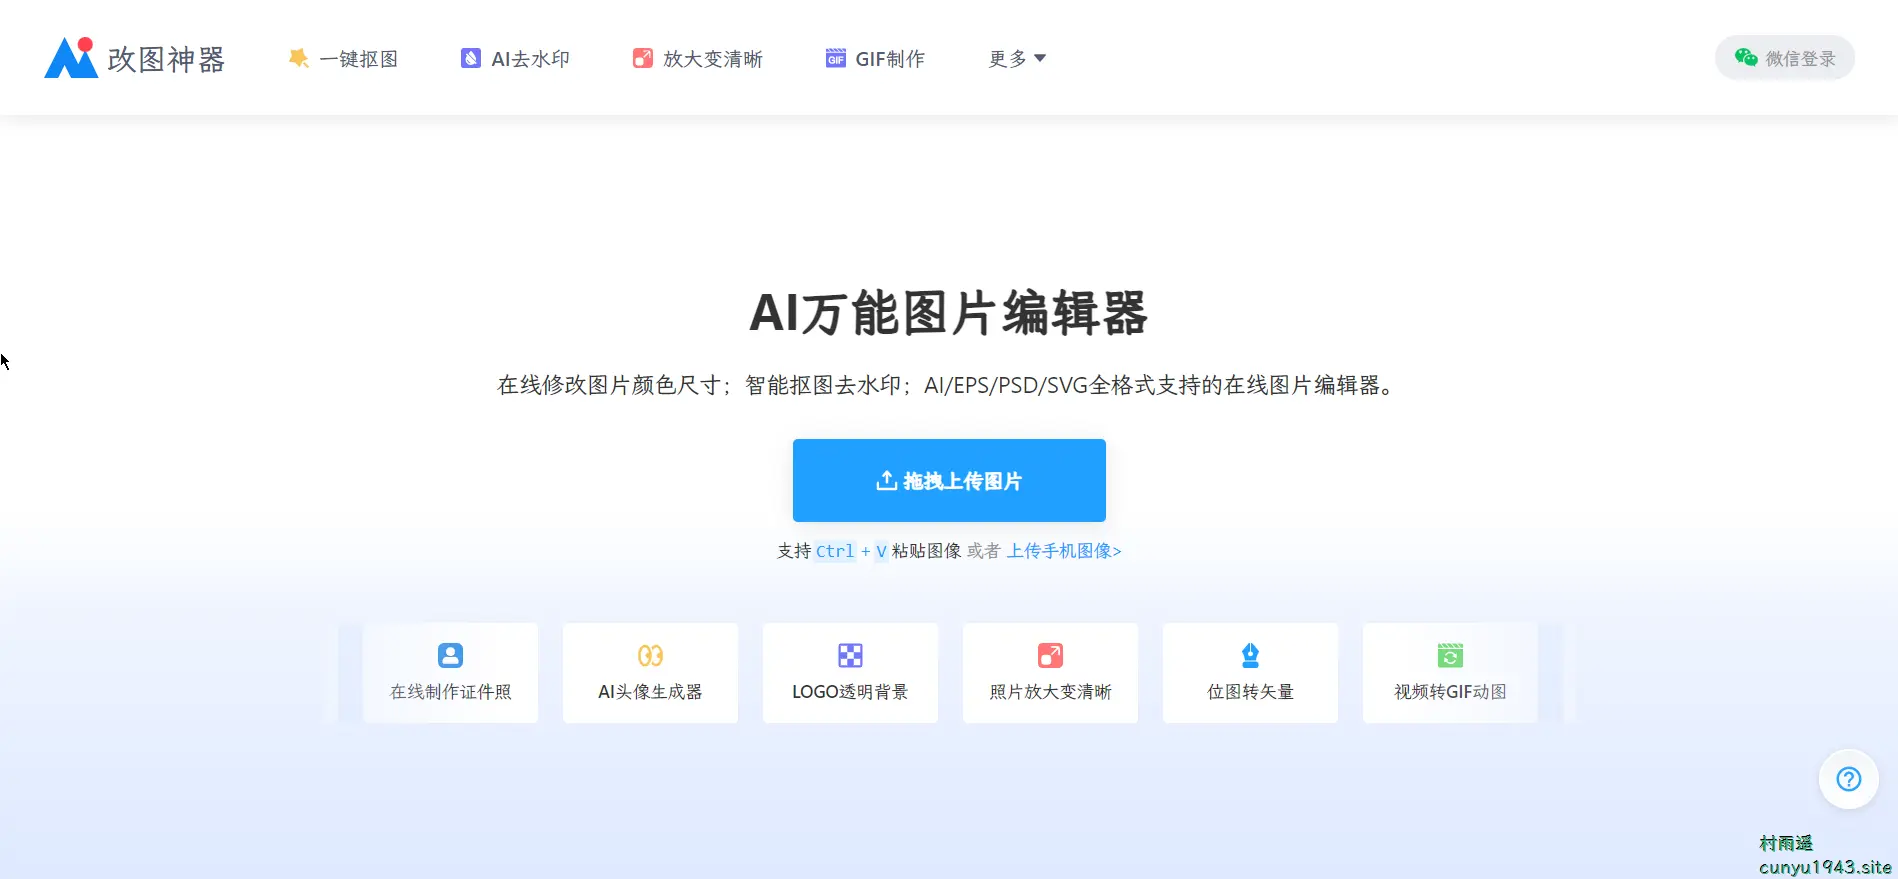 改图神器
一键抠图
AI去水印
放大变清晰
GIF
GIF制作
更多
微信登录
AI万能图片编辑器
在线修改图片颜色尺寸；智能抠图去水印；AI/EPS/PSD/SVG全格式支持的在线图片编辑器。
拖拽上传图片
支持 Ctrl + V 粘贴图像 或者 上传手机图像>
在线制作证件照
AI头像生成器
LOGO透明背景
照片放大变清晰
位图转矢量
视频转GIF动图
村雨遥
cunyu1943.site